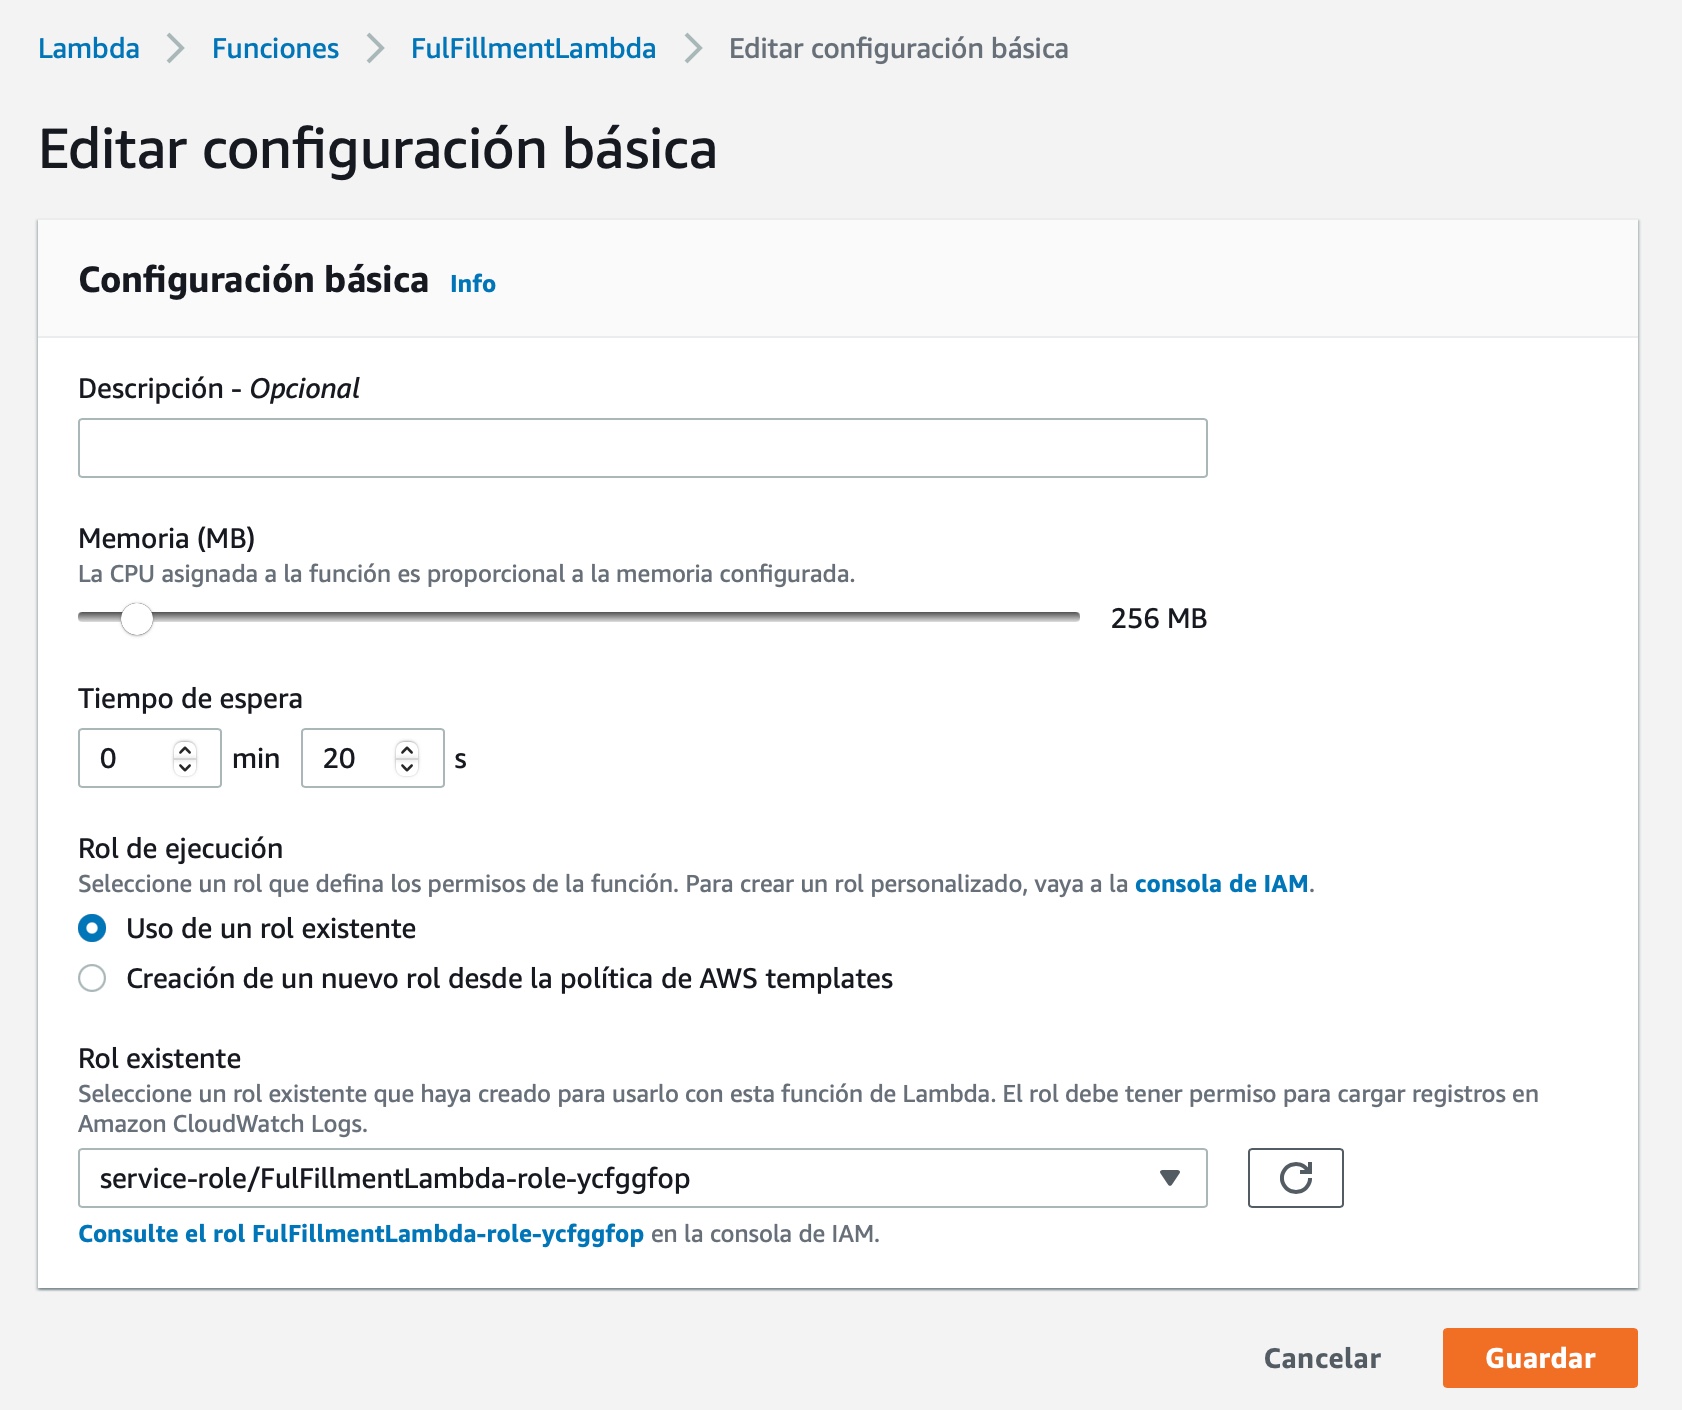 Lambda > Funciones > FulFillmentLambda > Editar configuración básica
Editar configuración básica
Configuración básica Info
Descripción - Opcional
Memoria (MB)
La CPU asignada a la función es proporcional a la memoria configurada.
256 MB
Tiempo de espera
0 min 20 s
Rol de ejecución
Seleccione un rol que defina los permisos de la función. Para crear un rol personalizado, vaya a la consola de IAM.
Uso de un rol existente
Creación de un nuevo rol desde la política de AWS templates
Rol existente
Seleccione un rol existente que haya creado para usarlo con esta función de Lambda. El rol debe tener permiso para cargar registros en
Amazon CloudWatch Logs.
service-role/FulFillmentLambda-role-ycfggfop
Consulte el rol FulFillmentLambda-role-ycfggfop en la consola de IAM.
Cancelar Guardar